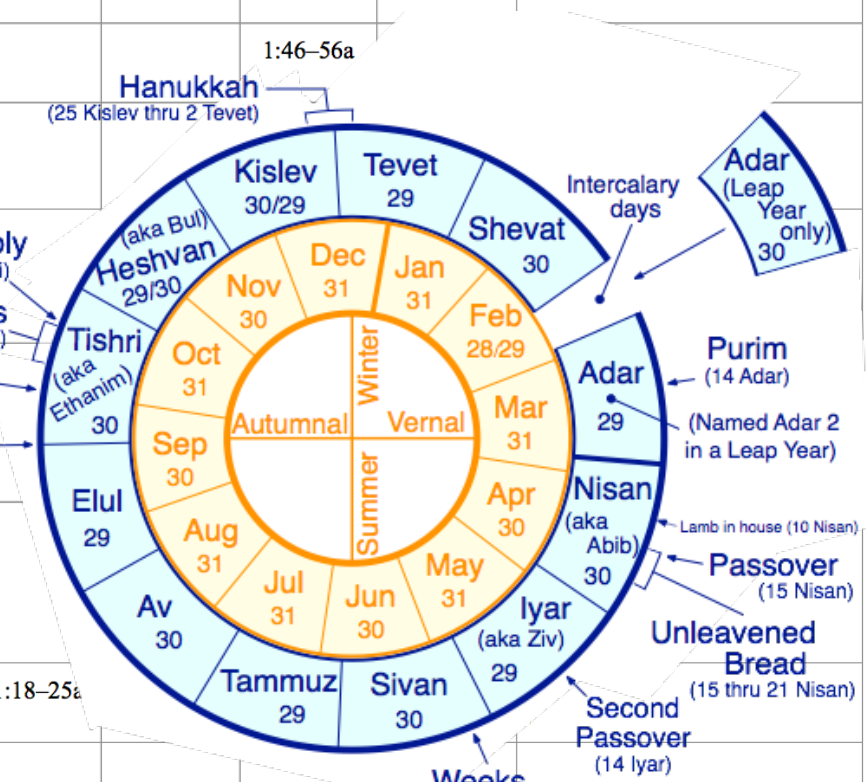 1:46–56a
Hanukkah
(25 Kislev thru 2 Tevet)
Kislev
30/29
Tevet
29
Shevat
30
Intercalary
days
Adar
(Leap
Year
only)
30
(aka Bul)
Heshvan
29/30
Tishri
(aka
Ethanim)
30
Elul
29
Av
30
Tammuz
29
Sivan
30
Iyar
(aka Ziv)
29
Nisan
(aka
Abib)
30
Adar
29
Purim
(14 Adar)
(Named Adar 2
in a Leap Year)
Lamb in house (10 Nisan)
Passover
(15 Nisan)
Unleavened
Bread
(15 thru 21 Nisan)
Second
Passover
(14 Iyar)
Weeks
Dec
31
Jan
31
Feb
28/29
Mar
31
Apr
30
May
31
Jun
30
Jul
31
Aug
31
Sep
30
Oct
31
Nov
30
Winter
Autumnal
Vernal
Summer
:18–25a